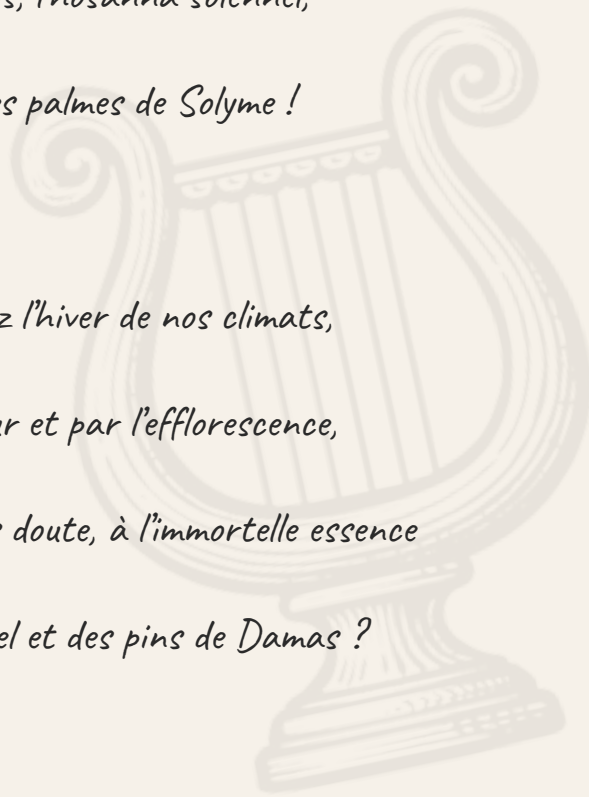 s, l'hosanna solennel,
s palmes de Solyme !
z l'hiver de nos climats,
r et par l'efflorescence,
doute, à l'immortelle essence
el et des pins de Damas ?